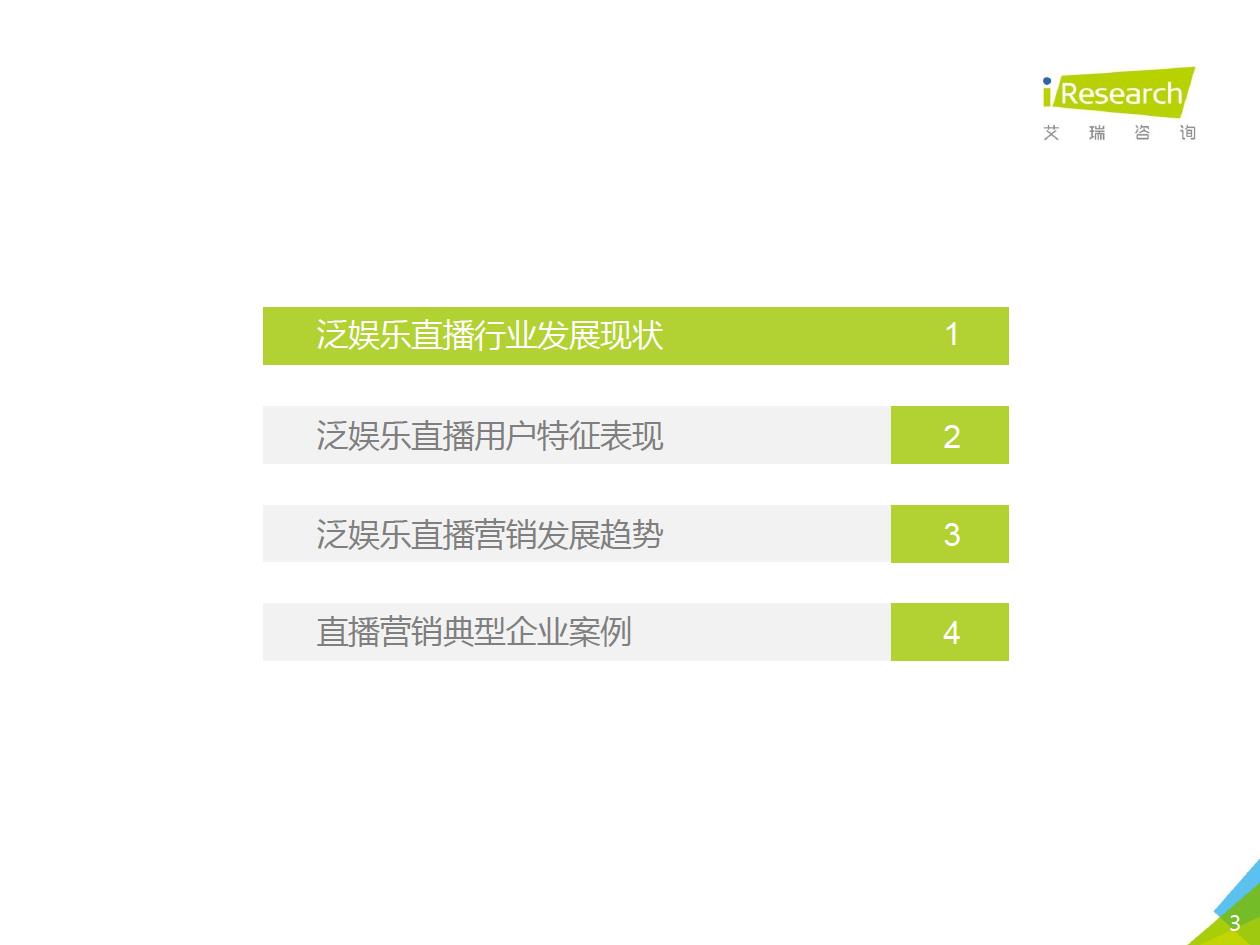 iResearch
艾瑞咨询
泛娱乐直播行业发展现状 1
泛娱乐直播用户特征表现 2
泛娱乐直播营销发展趋势 3
直播营销典型企业案例 4
3